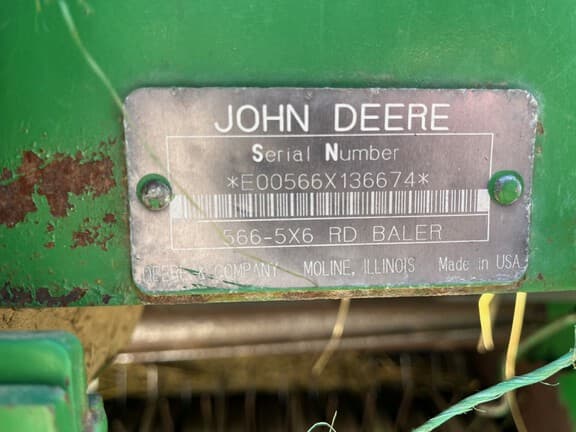 JOHN DEERE
Serial Number
*E00566X136674*
566-5X6 RD BALER
DEERE & COMPANY MOLINE, ILLINOIS Made in USA